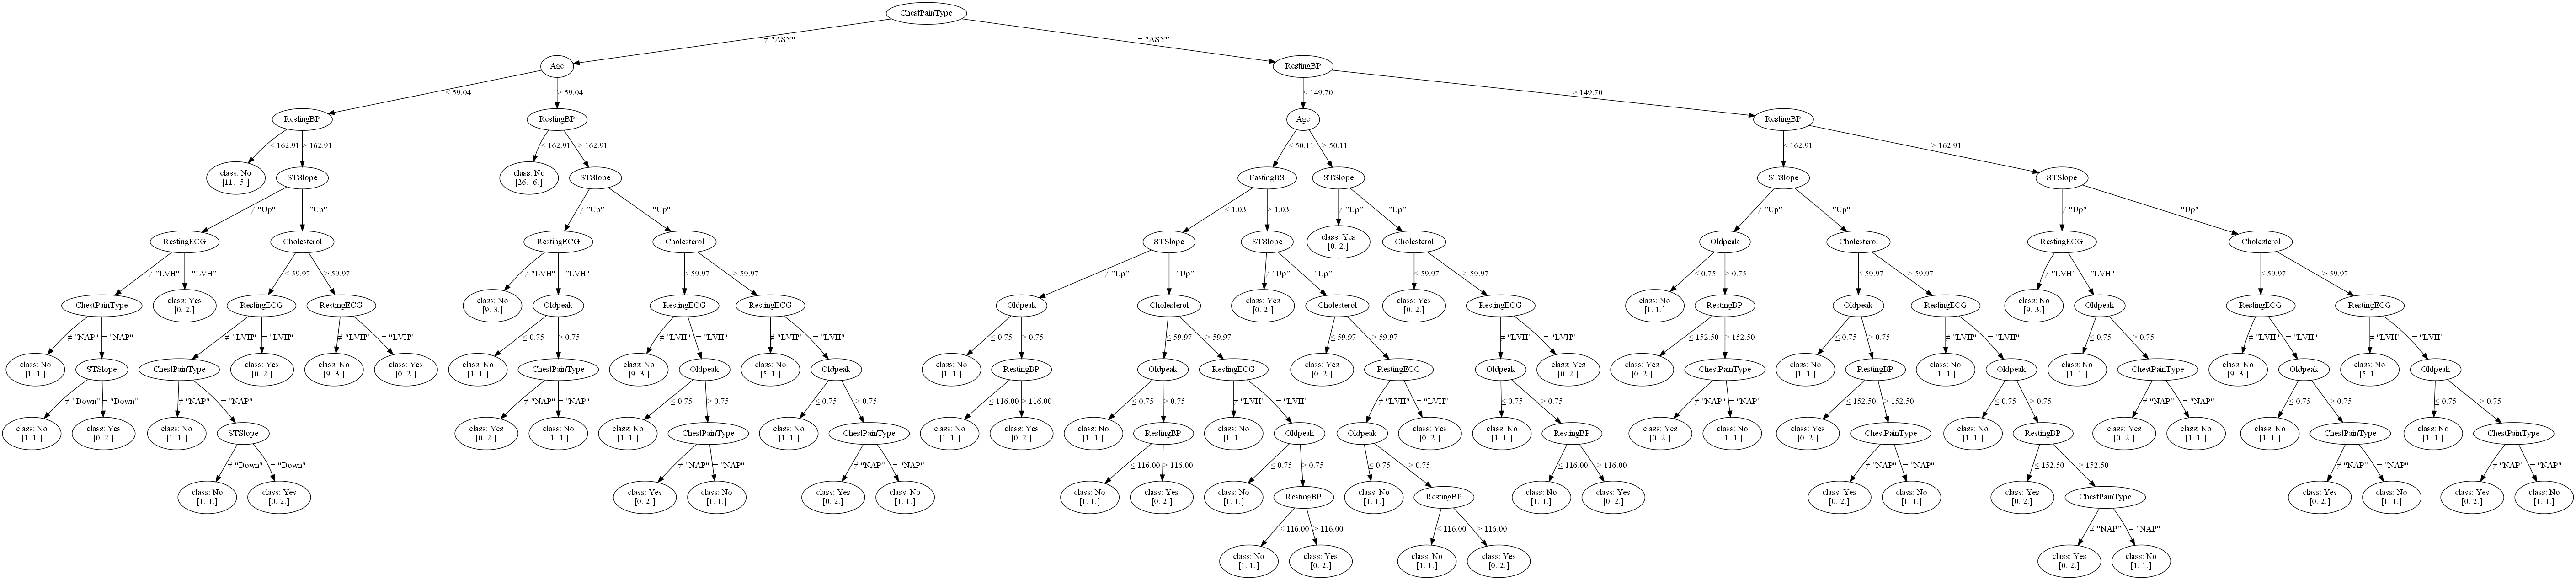 ChestPainType
≠ "ASY" = "ASY"
Age RestingBP
≤ 59.04 > 59.04 ≤ 149.70 > 149.70
RestingBP RestingBP Age RestingBP
≤ 162.91 > 162.91 ≤ 162.91 > 162.91 ≤ 50.11 > 50.11 ≤ 162.91 > 162.91
class: No STSlope class: No STSlope FastingBS STSlope STSlope STSlope
[11. 5.] [26. 6.]
≠ "Up" = "Up" ≠ "Up" = "Up" ≤ 1.03 > 1.03 ≠ "Up" = "Up" ≠ "Up" = "Up" ≠ "Up" = "Up"
RestingECG Cholesterol RestingECG Cholesterol STSlope STSlope class: Yes Cholesterol Oldpeak Cholesterol RestingECG Cholesterol
[0. 2.]
≠ "LVH" = "LVH" ≤ 59.97 > 59.97 ≠ "LVH" = "LVH" ≤ 59.97 > 59.97 ≠ "Up" = "Up" ≠ "Up" = "Up" ≤ 59.97 > 59.97 ≤ 0.75 > 0.75 ≤ 59.97 > 59.97 ≠ "LVH" = "LVH" ≤ 59.97 > 59.97
ChestPainType class: Yes RestingECG RestingECG class: No Oldpeak RestingECG RestingECG Oldpeak Cholesterol class: Yes Cholesterol class: Yes RestingECG class: No RestingBP Oldpeak RestingECG class: No Oldpeak RestingECG RestingECG
[0. 2.] [9. 3.] [0. 2.] [0. 2.] [1. 1.] [9. 3.]
≠ "NAP" = "NAP" ≠ "LVH" = "LVH" ≠ "LVH" = "LVH" ≤ 0.75 > 0.75 ≠ "LVH" = "LVH" ≠ "LVH" = "LVH" ≤ 0.75 > 0.75 ≤ 59.97 > 59.97 ≤ 59.97 > 59.97 ≠ "LVH" = "LVH" ≤ 152.50 > 152.50 ≤ 0.75 > 0.75 ≠ "LVH" = "LVH" ≤ 0.75 > 0.75 ≠ "LVH" = "LVH" ≠ "LVH" = "LVH"
class: No STSlope ChestPainType class: Yes class: No class: Yes class: No ChestPainType class: No Oldpeak class: No Oldpeak class: No RestingBP Oldpeak RestingECG class: Yes RestingECG Oldpeak class: Yes class: Yes ChestPainType class: No RestingBP class: No Oldpeak class: No ChestPainType class: No Oldpeak class: No Oldpeak
[1. 1.] [0. 2.] [9. 3.] [0. 2.] [1. 1.] [9. 3.] [5. 1.] [1. 1.] [0. 2.] [0. 2.] [0. 2.] [1. 1.] [1. 1.] [1. 1.] [9. 3.] [5. 1.]
≠ "Down" = "Down" ≠ "NAP" = "NAP" ≠ "NAP" = "NAP" ≤ 0.75 > 0.75 ≤ 0.75 > 0.75 ≤ 116.00 > 116.00 ≤ 0.75 > 0.75 ≠ "LVH" = "LVH" ≠ "LVH" = "LVH" ≤ 0.75 > 0.75 ≠ "NAP" = "NAP" ≤ 152.50 > 152.50 ≤ 0.75 > 0.75 ≠ "NAP" = "NAP" ≤ 0.75 > 0.75 ≤ 0.75 > 0.75
class: No class: Yes class: No STSlope class: Yes class: No class: No ChestPainType class: No ChestPainType class: No class: Yes class: No RestingBP class: No Oldpeak Oldpeak class: Yes class: No RestingBP class: Yes class: No class: Yes ChestPainType class: No RestingBP class: Yes class: No class: No ChestPainType class: No ChestPainType
[1. 1.] [0. 2.] [1. 1.] [0. 2.] [1. 1.] [1. 1.] [1. 1.] [1. 1.] [0. 2.] [1. 1.] [1. 1.] [0. 2.] [1. 1.] [0. 2.] [1. 1.] [0. 2.] [1. 1.] [0. 2.] [1. 1.] [1. 1.] [1. 1.]
≠ "Down" = "Down" ≠ "NAP" = "NAP" ≠ "NAP" = "NAP" ≤ 116.00 > 116.00 ≤ 0.75 > 0.75 ≤ 0.75 > 0.75 ≤ 116.00 > 116.00 ≠ "NAP" = "NAP" ≤ 152.50 > 152.50 ≠ "NAP" = "NAP" ≠ "NAP" = "NAP"
class: No class: Yes class: Yes class: No class: Yes class: No class: No class: Yes class: No RestingBP class: No RestingBP class: No class: Yes class: Yes class: No class: Yes ChestPainType class: Yes class: No class: Yes class: No
[1. 1.] [0. 2.] [0. 2.] [1. 1.] [0. 2.] [1. 1.] [1. 1.] [0. 2.] [1. 1.] [1. 1.] [1. 1.] [0. 2.] [0. 2.] [1. 1.] [0. 2.] [0. 2.] [1. 1.] [0. 2.] [1. 1.]
≤ 116.00 > 116.00 ≤ 116.00 > 116.00 ≠ "NAP" = "NAP"
class: No class: Yes class: No class: Yes class: Yes class: No
[1. 1.] [0. 2.] [1. 1.] [0. 2.] [0. 2.] [1. 1.]